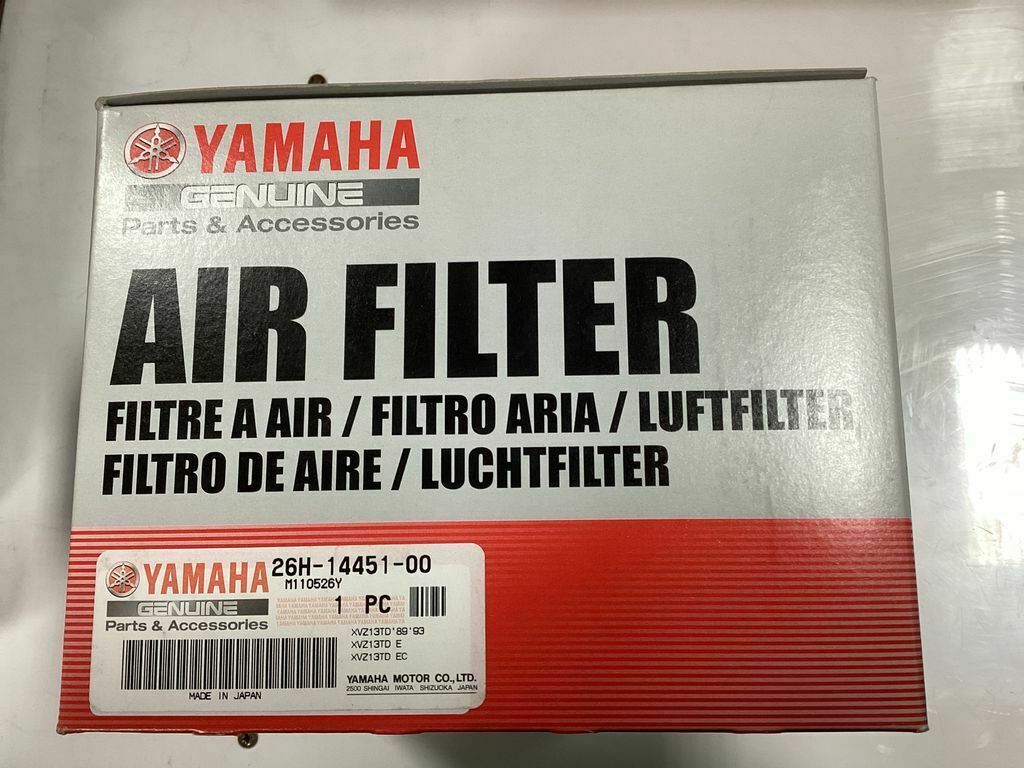 YAMAHA
GENUINE
Parts & Accessories
AIR FILTER
FILTRE A AIR / FILTRO ARIA / LUFTFILTER
FILTRO DE AIRE / LUCHTFILTER
YAMAHA 26H-14451-00
GENUINE M110526Y
Parts & Accessories 1 PC
XVZ13TD'89'93
XVZ13TD E
XVZ13TD EC
MADE IN JAPAN
YAMAHA MOTOR CO.,LTD.
2500 SHINGAI IWATA SHIZUOKA JAPAN